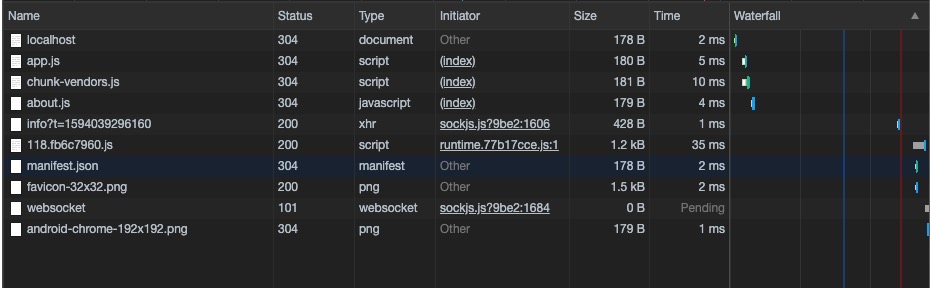 Name Status Type Initiator Size Time Waterfall ▲
localhost 304 document Other 178 B 2 ms
app.js 304 script (index) 180 B 5 ms
chunk-vendors.js 304 script (index) 181 B 10 ms
about.js 304 javascript (index) 179 B 4 ms
info?t=1594039296160 200 xhr sockjs.js?9be2:1606 428 B 1 ms
118.fb6c7960.js 200 script runtime.77b17cce.js:1 1.2 kB 35 ms
manifest.json 304 manifest Other 178 B 2 ms
favicon-32x32.png 200 png Other 1.5 kB 2 ms
websocket 101 websocket sockjs.js?9be2:1684 0 B Pending
android-chrome-192x192.png 304 png Other 179 B 1 ms